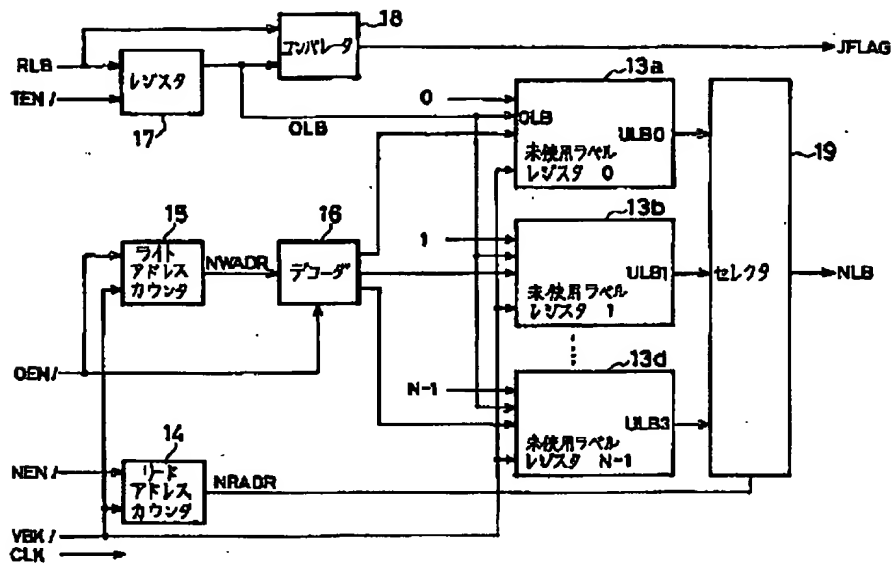 18
コンパレータ
JFLAG
RLB
TEN/
レジスタ
17
OLB
0
13a
OLB
ULB0
未使用ラベル
レジスタ 0
19
15
ライト
アドレス
カウンタ
NWADR
16
デコーダ
1
13b
ULB1
未使用ラベル
レジスタ 1
セレクタ
NLB
OEN/
N-1
13d
ULB3
未使用ラベル
レジスタ N-1
14
NEN/
リード
アドレス
カウンタ
NRADR
VBK/
CLK